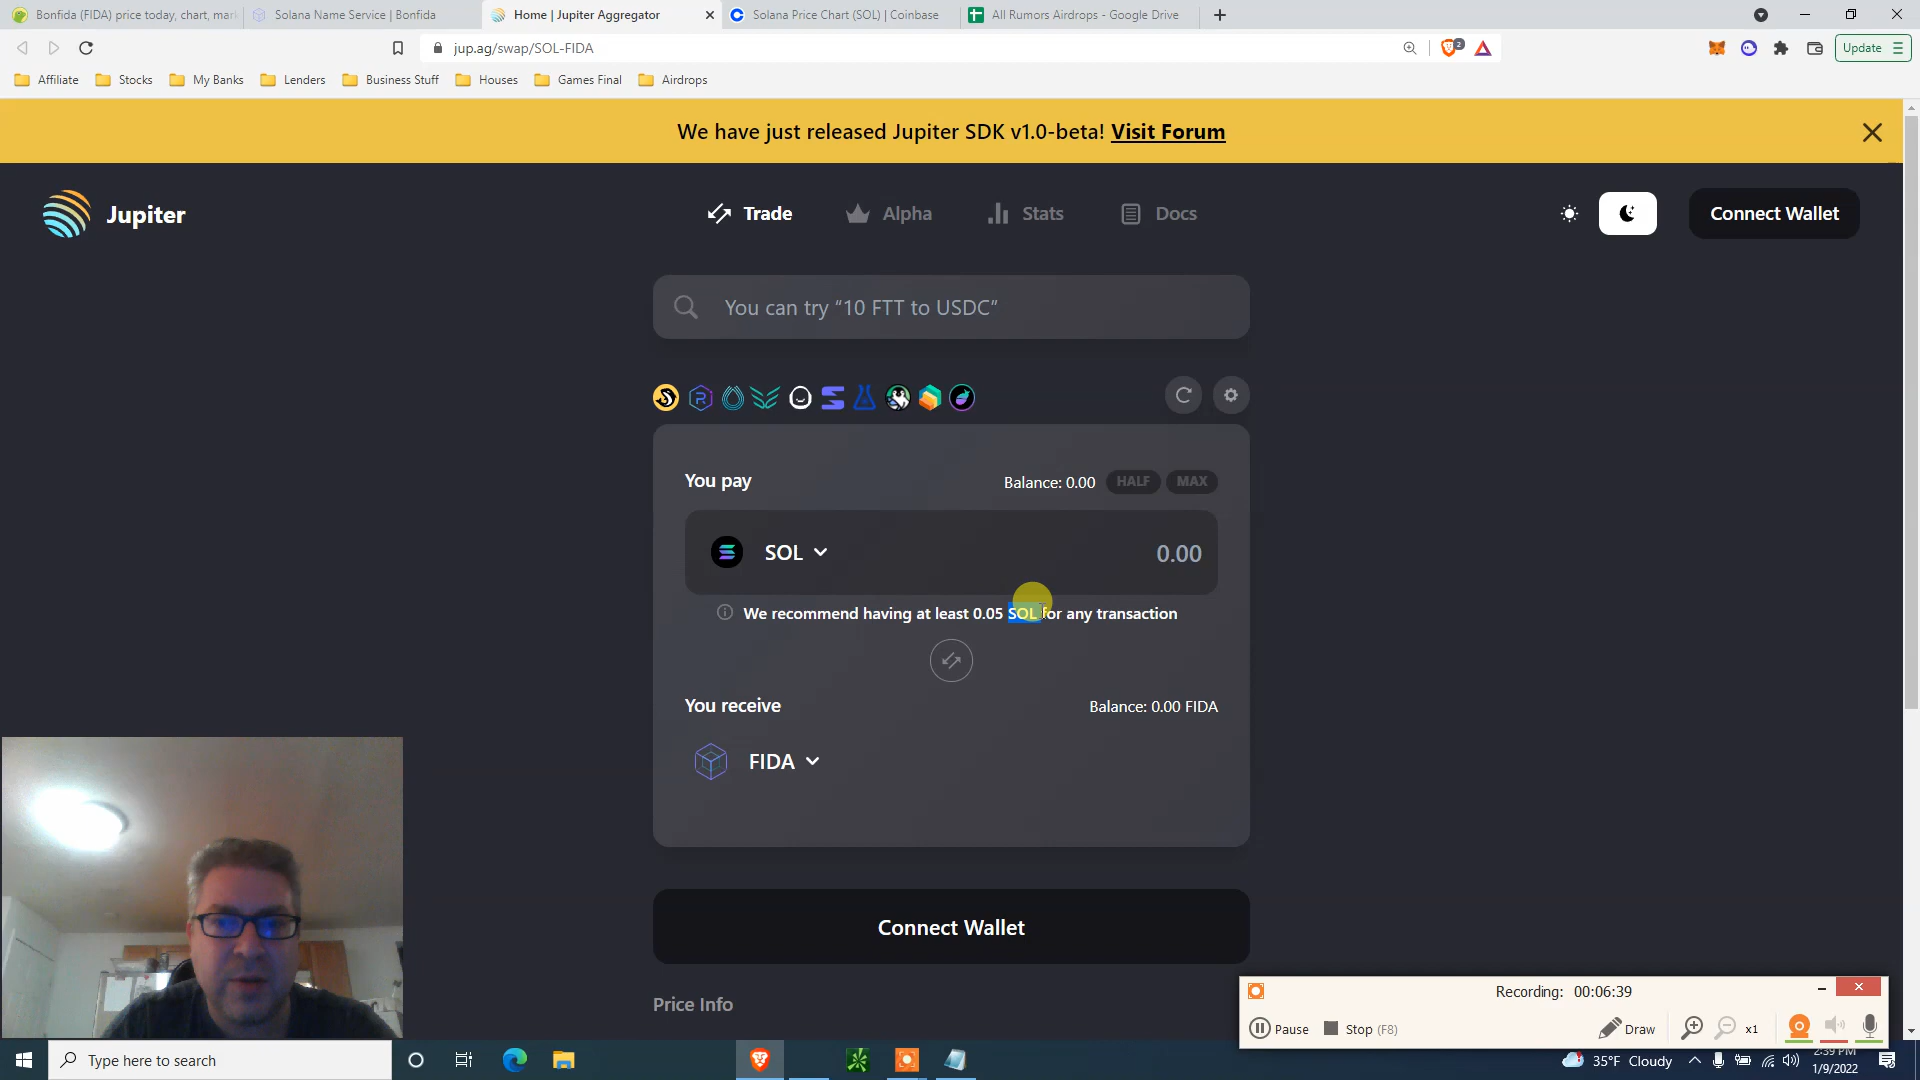 Bonfida (FIDA) price today, chart, mar
Solana Name Service | Bonfida
Home | Jupiter Aggregator
Solana Price Chart (SOL) | Coinbase
All Rumors Airdrops - Google Drive
jup.ag/swap/SOL-FIDA
2
Update
Affiliate
Stocks
My Banks
Lenders
Business Stuff
Houses
Games Final
Airdrops
We have just released Jupiter SDK v1.0-beta! Visit Forum
Jupiter
Trade
Alpha
Stats
Docs
Connect Wallet
You can try “10 FTT to USDC”
You pay
Balance: 0.00
HALF
MAX
SOL
0.00
We recommend having at least 0.05 SOL for any transaction
You receive
Balance: 0.00 FIDA
FIDA
Connect Wallet
Price Info
Recording: 00:06:39
Pause
Stop (F8)
Draw
x1
Type here to search
35°F Cloudy
2:39 PM
1/9/2022